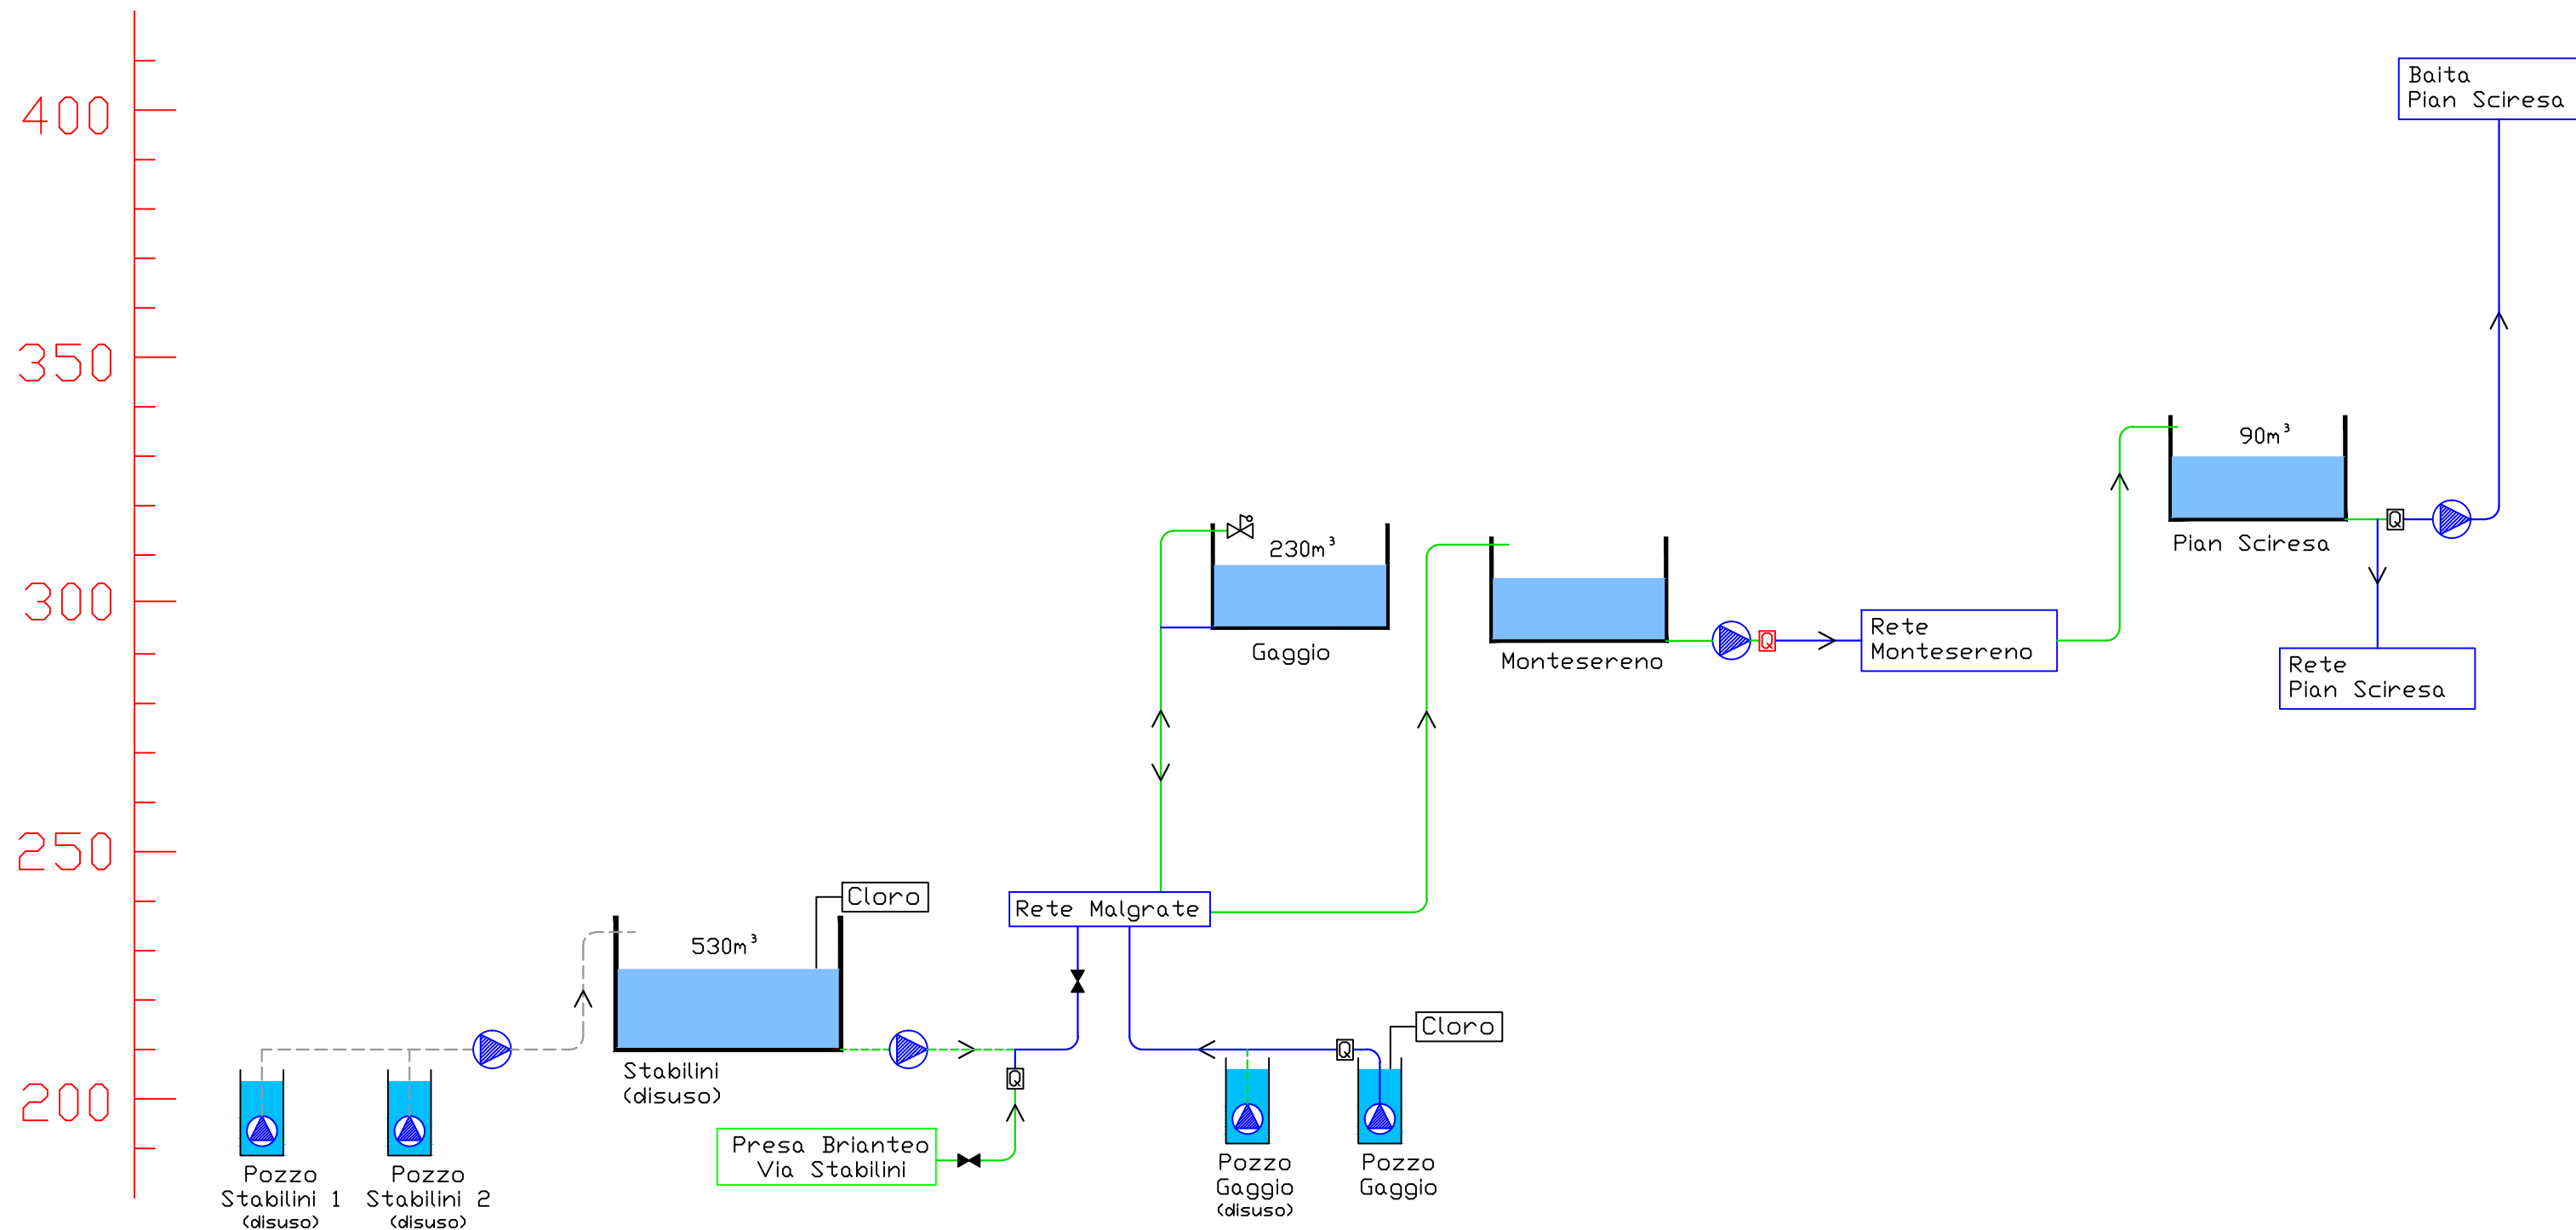 400
350
300
250
200
Baita
Pian Sciresa
90m³
Pian Sciresa
Q
Rete
Pian Sciresa
230m³
Gaggio
Montesereno
Q
Rete
Montesereno
Cloro
530m³
Stabilini
(disuso)
Rete Malgrate
Q
Presa Brianteo
Via Stabilini
Cloro
Q
Pozzo
Stabilini 1
(disuso)
Pozzo
Stabilini 2
(disuso)
Pozzo
Gaggio
(disuso)
Pozzo
Gaggio